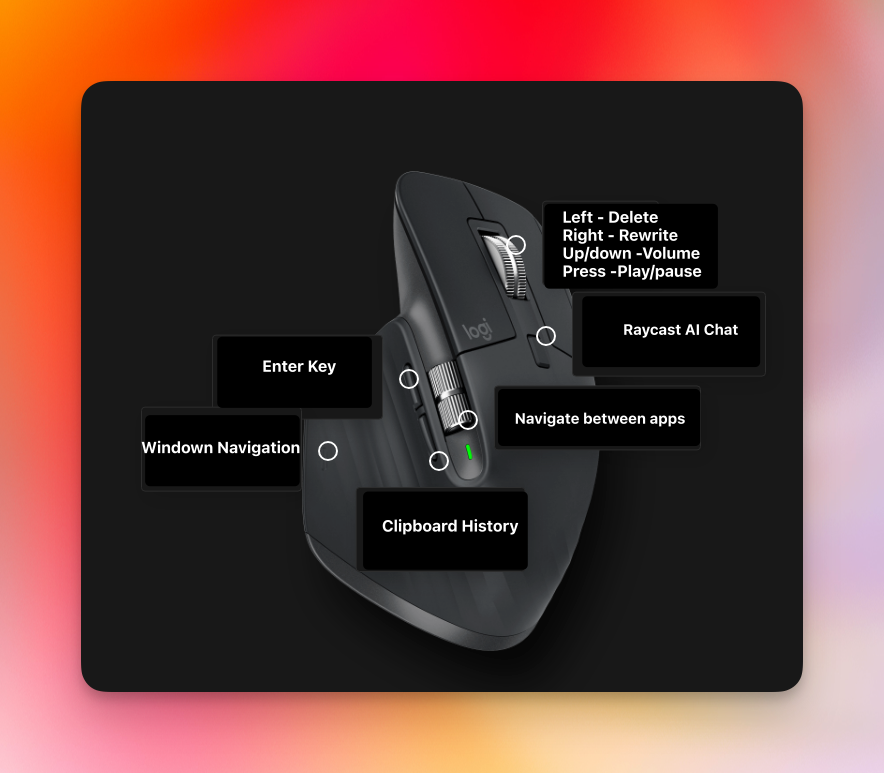 Left - Delete
Right - Rewrite
Up/down -Volume
Press -Play/pause
logi
Raycast AI Chat
Enter Key
Navigate between apps
Windown Navigation
Clipboard History